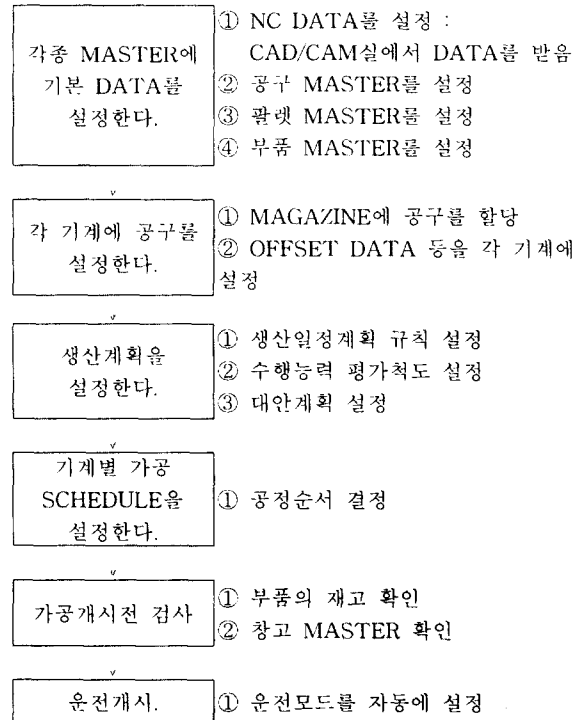 각종 MASTER에
기본 DATA를
설정한다.
① NC DATA를 설정 :
CAD/CAM실에서 DATA를 받음
② 공구 MASTER를 설정
③ 팔렛 MASTER를 설정
④ 부품 MASTER를 설정
각 기계에 공구를
설정한다.
① MAGAZINE에 공구를 할당
② OFFSET DATA 등을 각 기계에
설정
생산계획을
설정한다.
① 생산일정계획 규칙 설정
② 수행능력 평가척도 설정
③ 대안계획 설정
기계별 가공
SCHEDULE을
설정한다.
① 공정순서 결정
가공개시전 검사
① 부품의 재고 확인
② 창고 MASTER 확인
운전개시.
① 운전모드를 자동에 설정